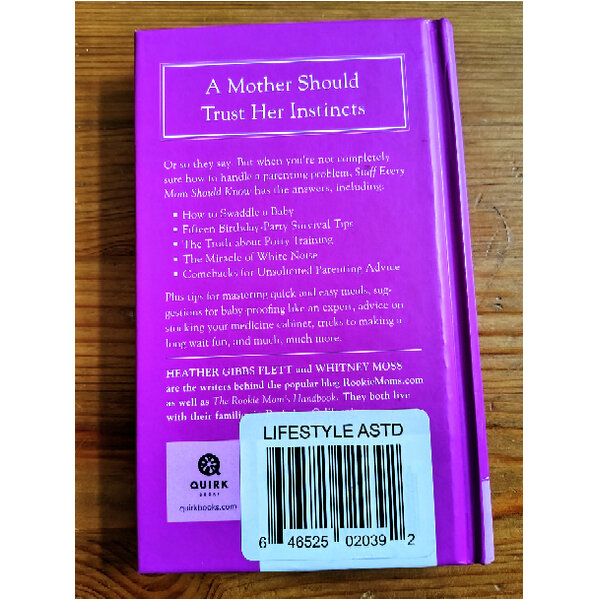 A Mother Should
Trust Her Instincts
Or so they say. But when you're not completely
sure how to handle a parenting problem, Stuff Every
Mom Should Know has the answers, including:
▪ How to Swaddle a Baby
▪ Fifteen Birthday-Party Survival Tips
▪ The Truth about Potty Training
▪ The Miracle of White Noise
▪ Comebacks for Unsolicited Parenting Advice
Plus tips for mastering quick and easy meals, sug-
gestions for baby-proofing like an expert, advice on
stocking your medicine cabinet, tricks to making a
long wait fun, and much, much more.
HEATHER GIBBS FLETT and WHITNEY MOSS
are the writers behind the popular blog RookieMoms.com
as well as The Rookie Mom's Handbook. They both live
with their families in
QUIRK
BOOKS
quirkbooks.com
LIFESTYLE ASTD
6 46525 02039 2